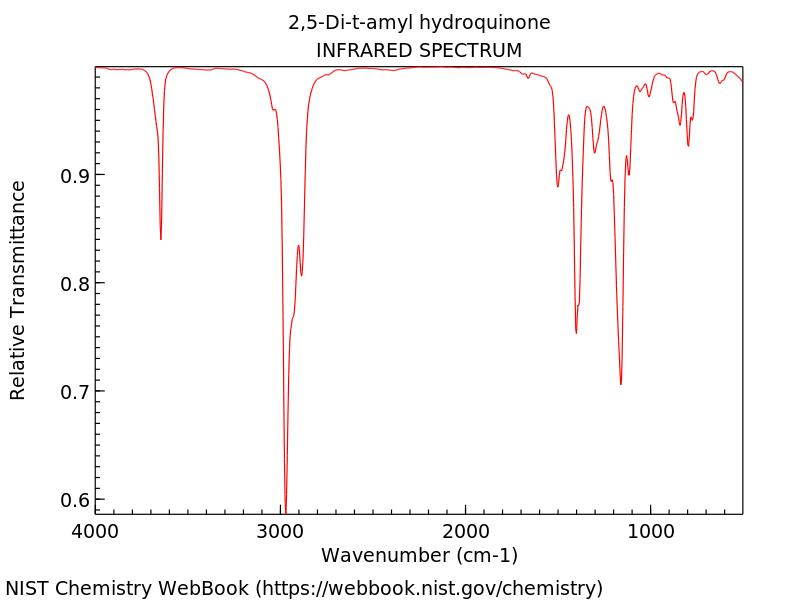 2,5-Di-t-amyl hydroquinone
INFRARED SPECTRUM
Relative Transmittance
0.9
0.8
0.7
0.6
4000
3000
2000
1000
Wavenumber (cm-1)
NIST Chemistry WebBook (https://webbook.nist.gov/chemistry)